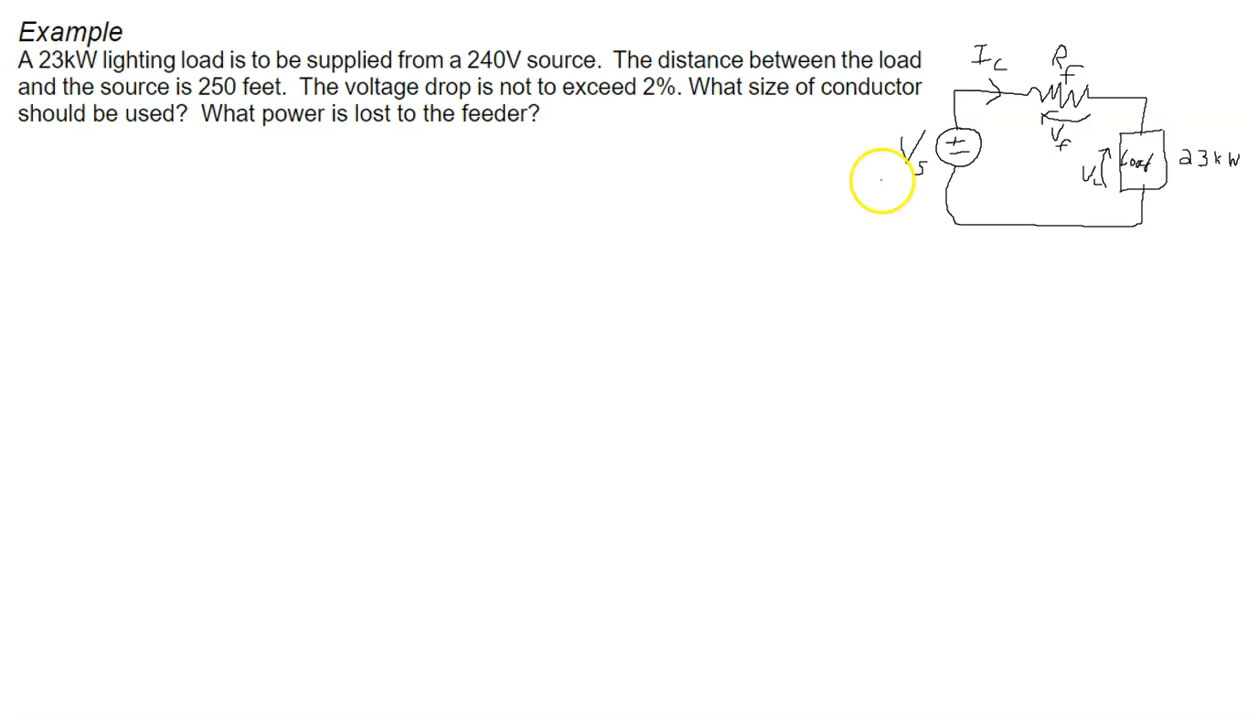 Example
A 23kW lighting load is to be supplied from a 240V source. The distance between the load
and the source is 250 feet. The voltage drop is not to exceed 2%. What size of conductor
should be used? What power is lost to the feeder?
I_c
R_f
V_f
V_s
V_L
Load
23kW